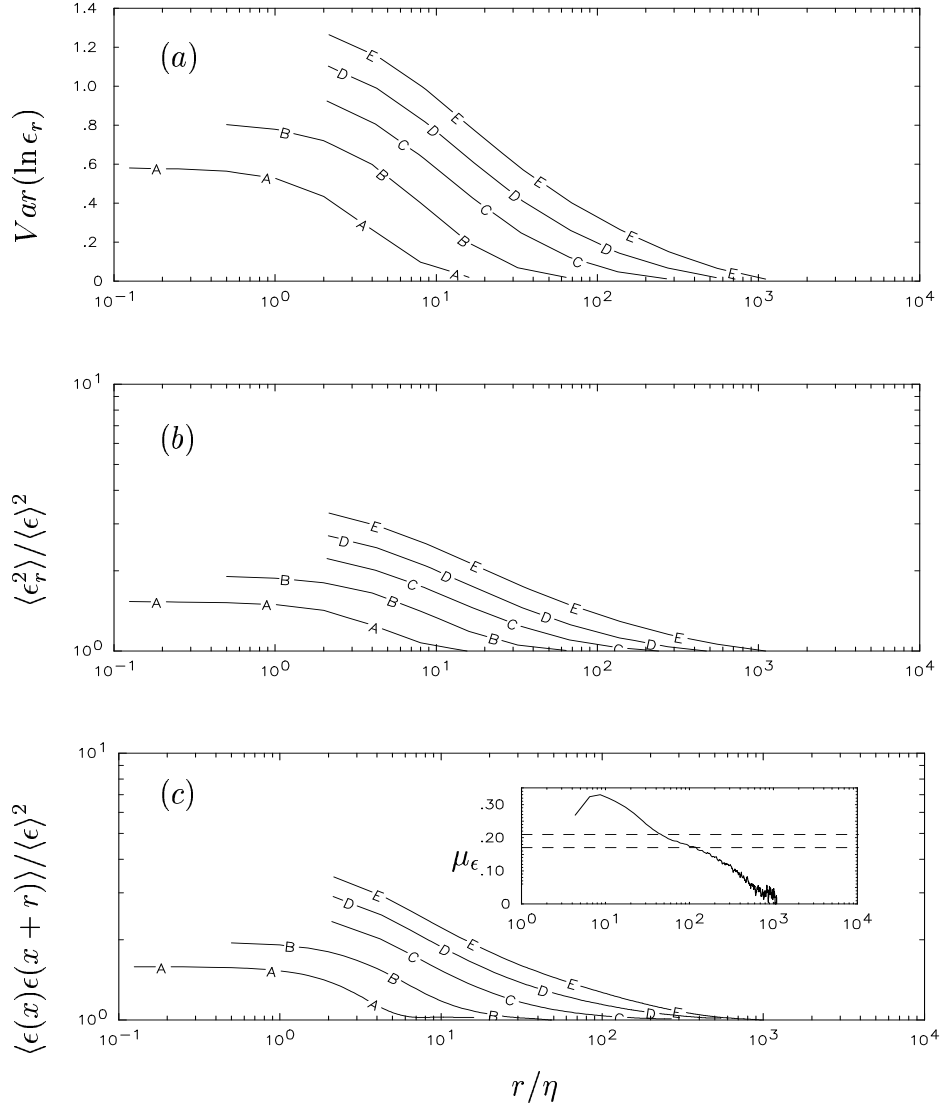 (a)
Var(ln ϵ_r)
1.4
1.2
1.0
.8
.6
.4
.2
0
A A A A
B B B B
C C C C
D D D D D
E E E E E E
10^-1 10^0 10^1 10^2 10^3 10^4
(b)
⟨ϵ_r^2⟩/⟨ϵ⟩^2
10^1
10^0
A A A
B B B
C C C
D D D D
E E E E
10^-1 10^0 10^1 10^2 10^3 10^4
(c)
⟨ϵ(x)ϵ(x + r)⟩/⟨ϵ⟩^2
10^1
10^0
A A A
B B B
C C C
D D D D
E E E E
μ_ϵ
.30
.20
.10
0
10^0 10^1 10^2 10^3 10^4
10^-1 10^0 10^1 10^2 10^3 10^4
r/η